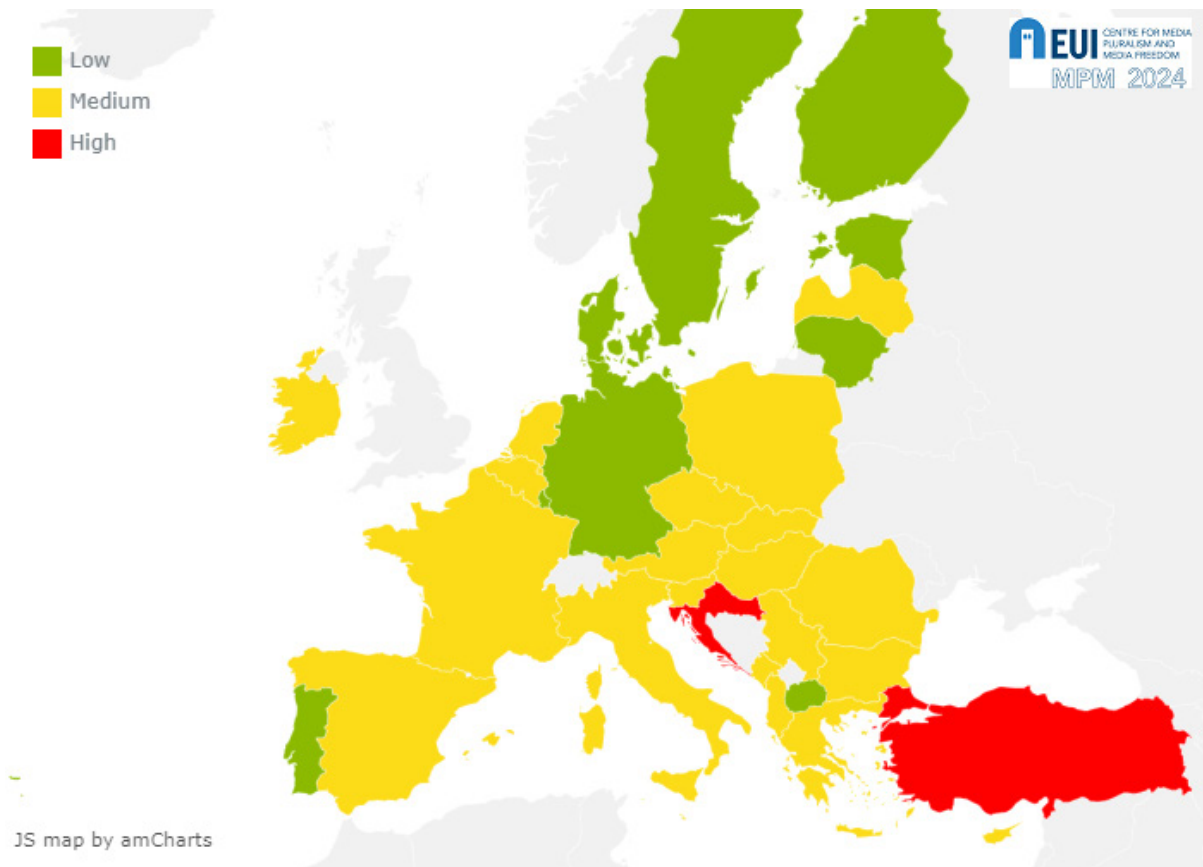 Low
Medium
High
EUI
CENTRE FOR MEDIA
PLURALISM AND
MEDIA FREEDOM
MPM 2024
JS map by amCharts